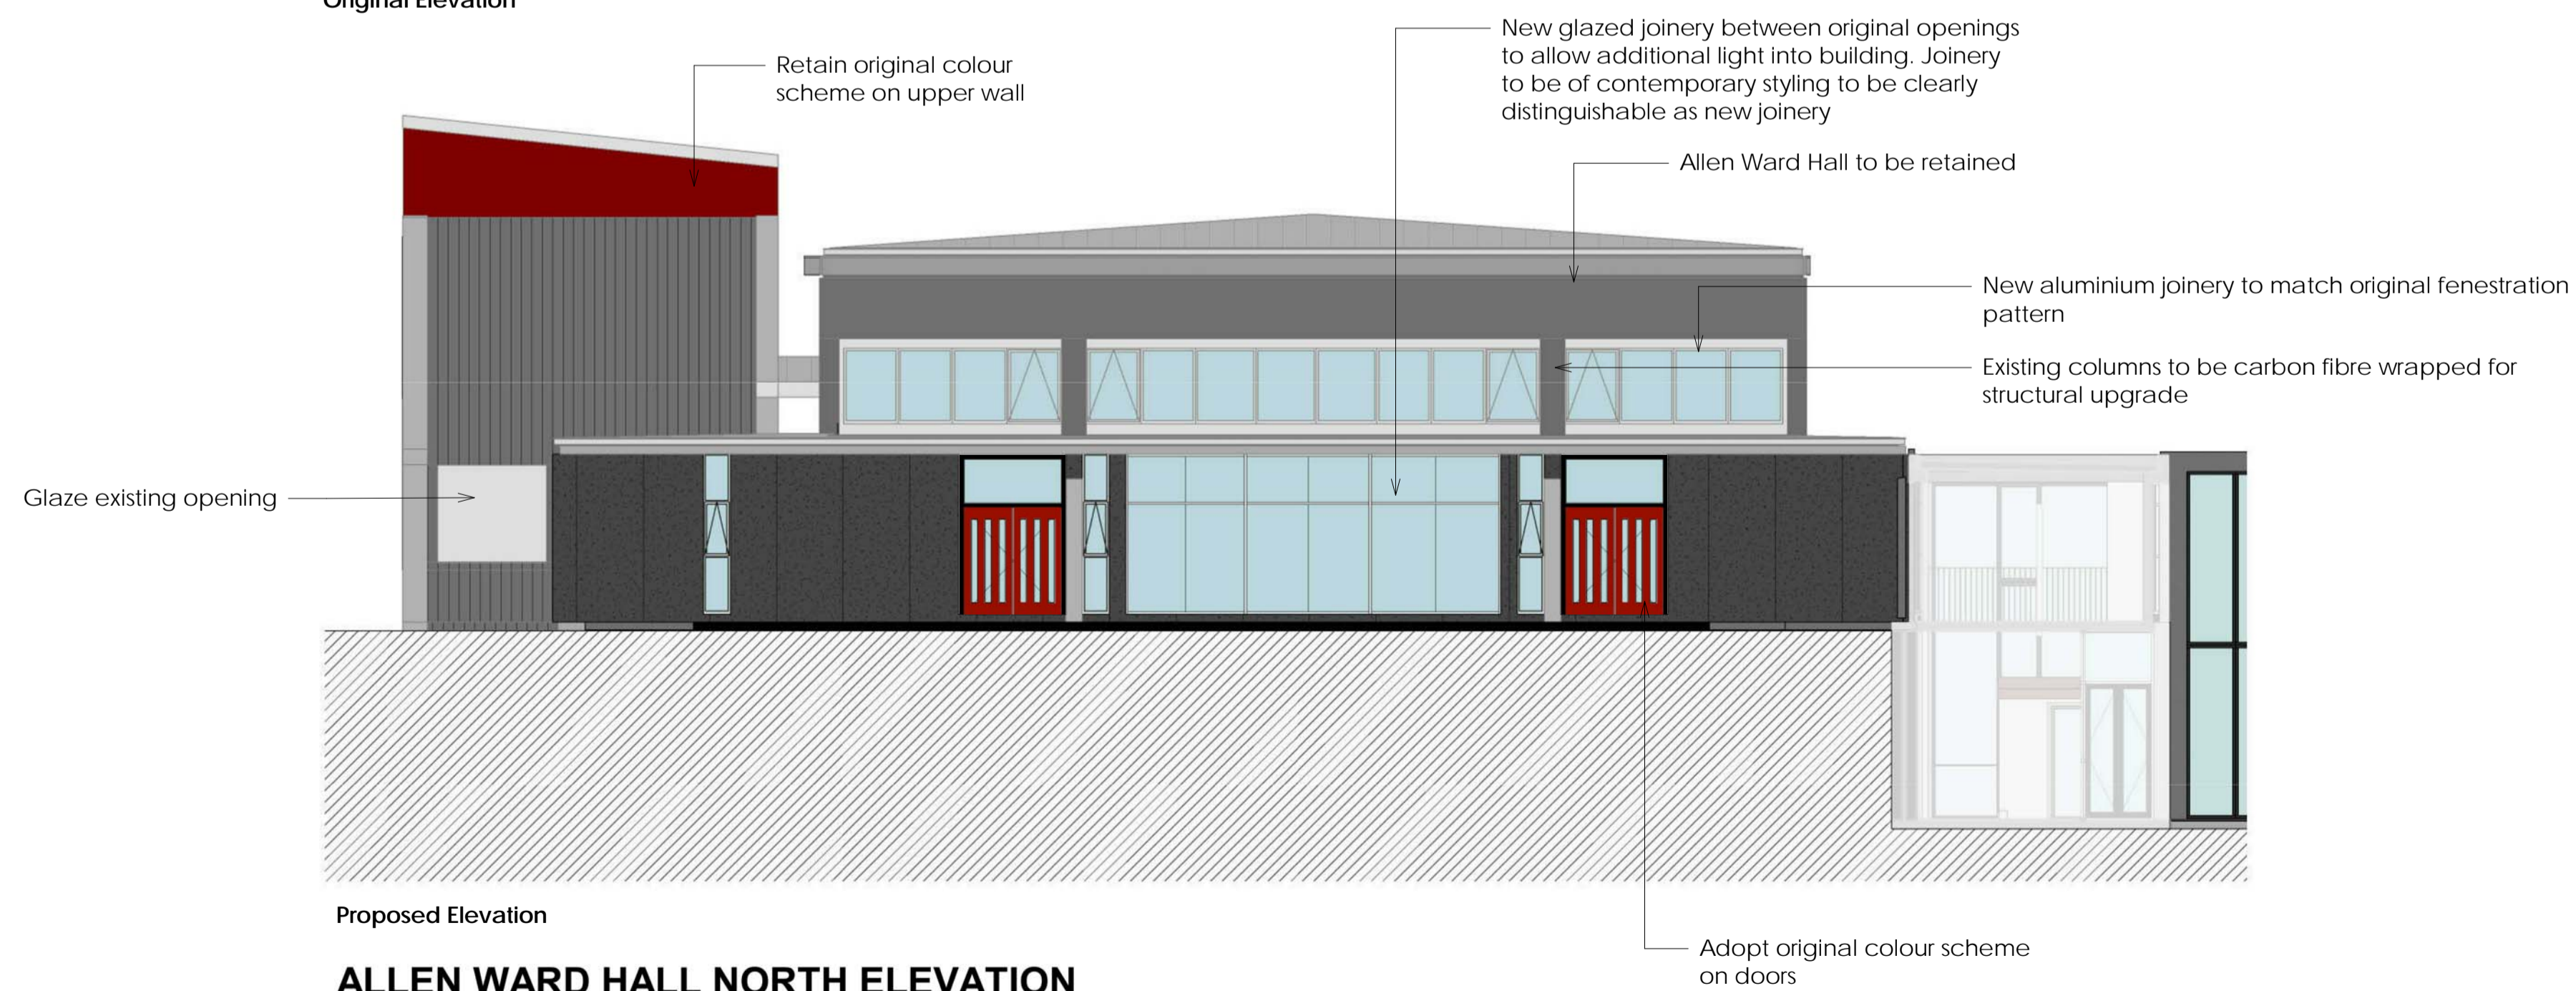 Original Elevation
New glazed joinery between original openings
to allow additional light into building. Joinery
to be of contemporary styling to be clearly
distinguishable as new joinery
Retain original colour
scheme on upper wall
Allen Ward Hall to be retained
New aluminium joinery to match original fenestration
pattern
Existing columns to be carbon fibre wrapped for
structural upgrade
Glaze existing opening
Proposed Elevation
Adopt original colour scheme
on doors
ALLEN WARD HALL NORTH ELEVATION